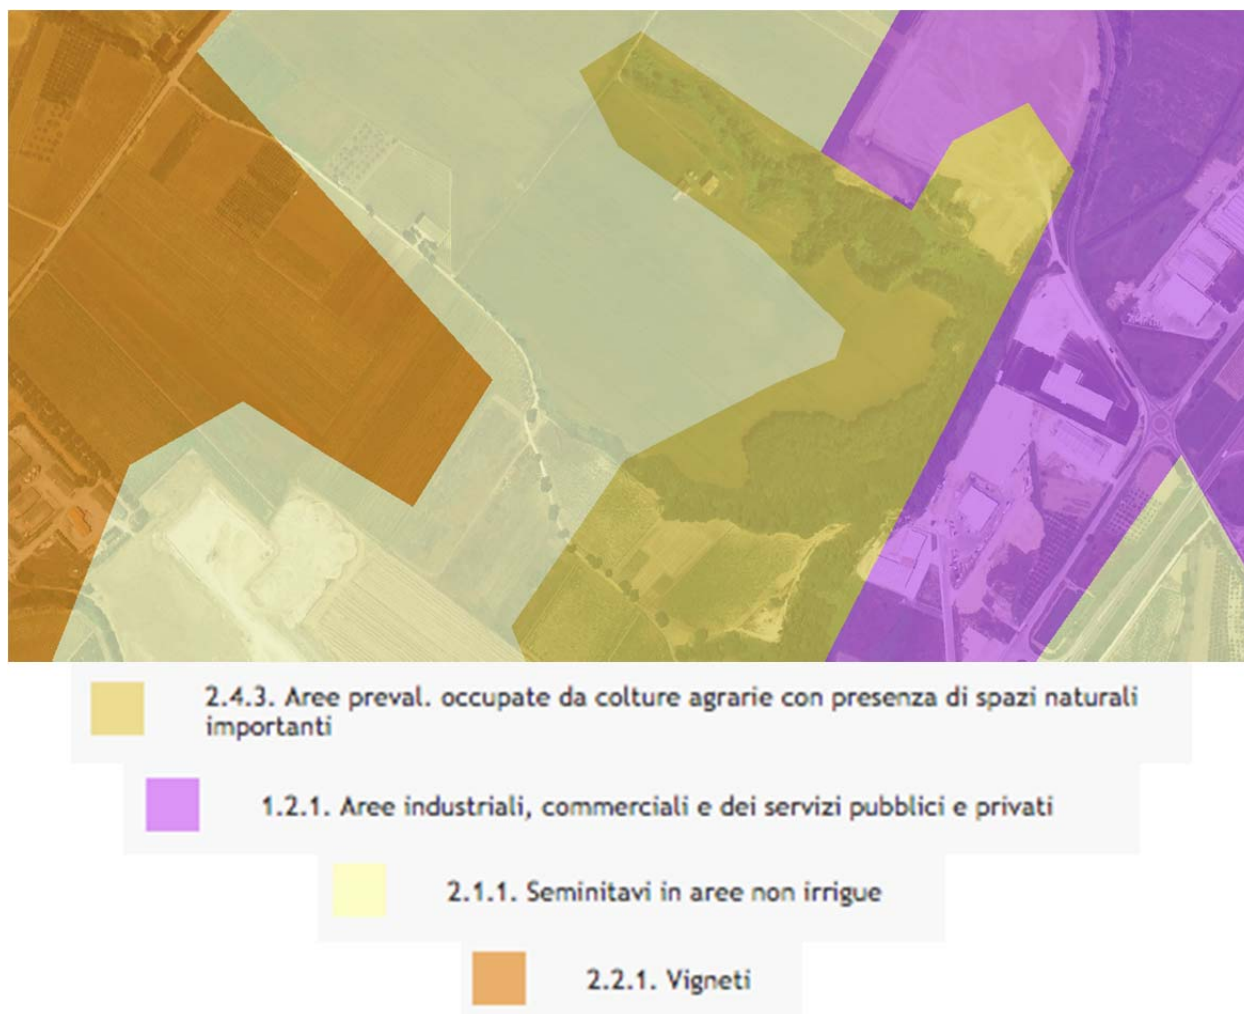 2.4.3. Aree preval. occupate da colture agrarie con presenza di spazi naturali
importanti
1.2.1. Aree industriali, commerciali e dei servizi pubblici e privati
2.1.1. Seminitavi in aree non irrigue
2.2.1. Vigneti